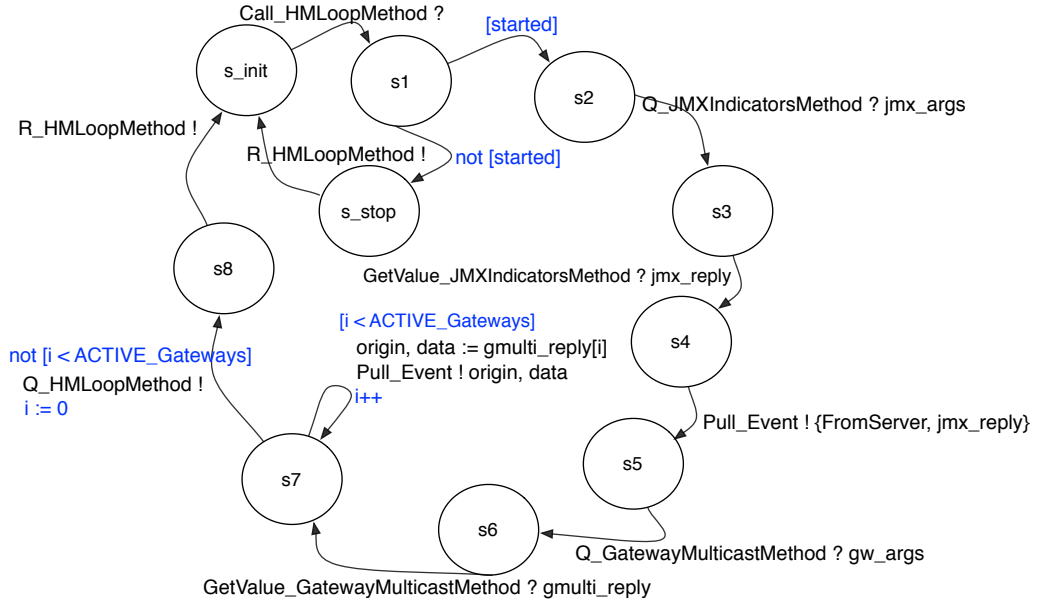 Call_HMLoopMethod ?
[started]
s_init
s1
s2
Q_JMXIndicatorsMethod ? jmx_args
R_HMLoopMethod !
R_HMLoopMethod !
not [started]
s_stop
s3
s8
GetValue_JMXIndicatorsMethod ? jmx_reply
[i < ACTIVE_Gateways]
origin, data := gmulti_reply[i]
Pull_Event ! origin, data
i++
s4
not [i < ACTIVE_Gateways]
Q_HMLoopMethod !
i := 0
Pull_Event ! {FromServer, jmx_reply}
s5
s7
s6
Q_GatewayMulticastMethod ? gw_args
GetValue_GatewayMulticastMethod ? gmulti_reply